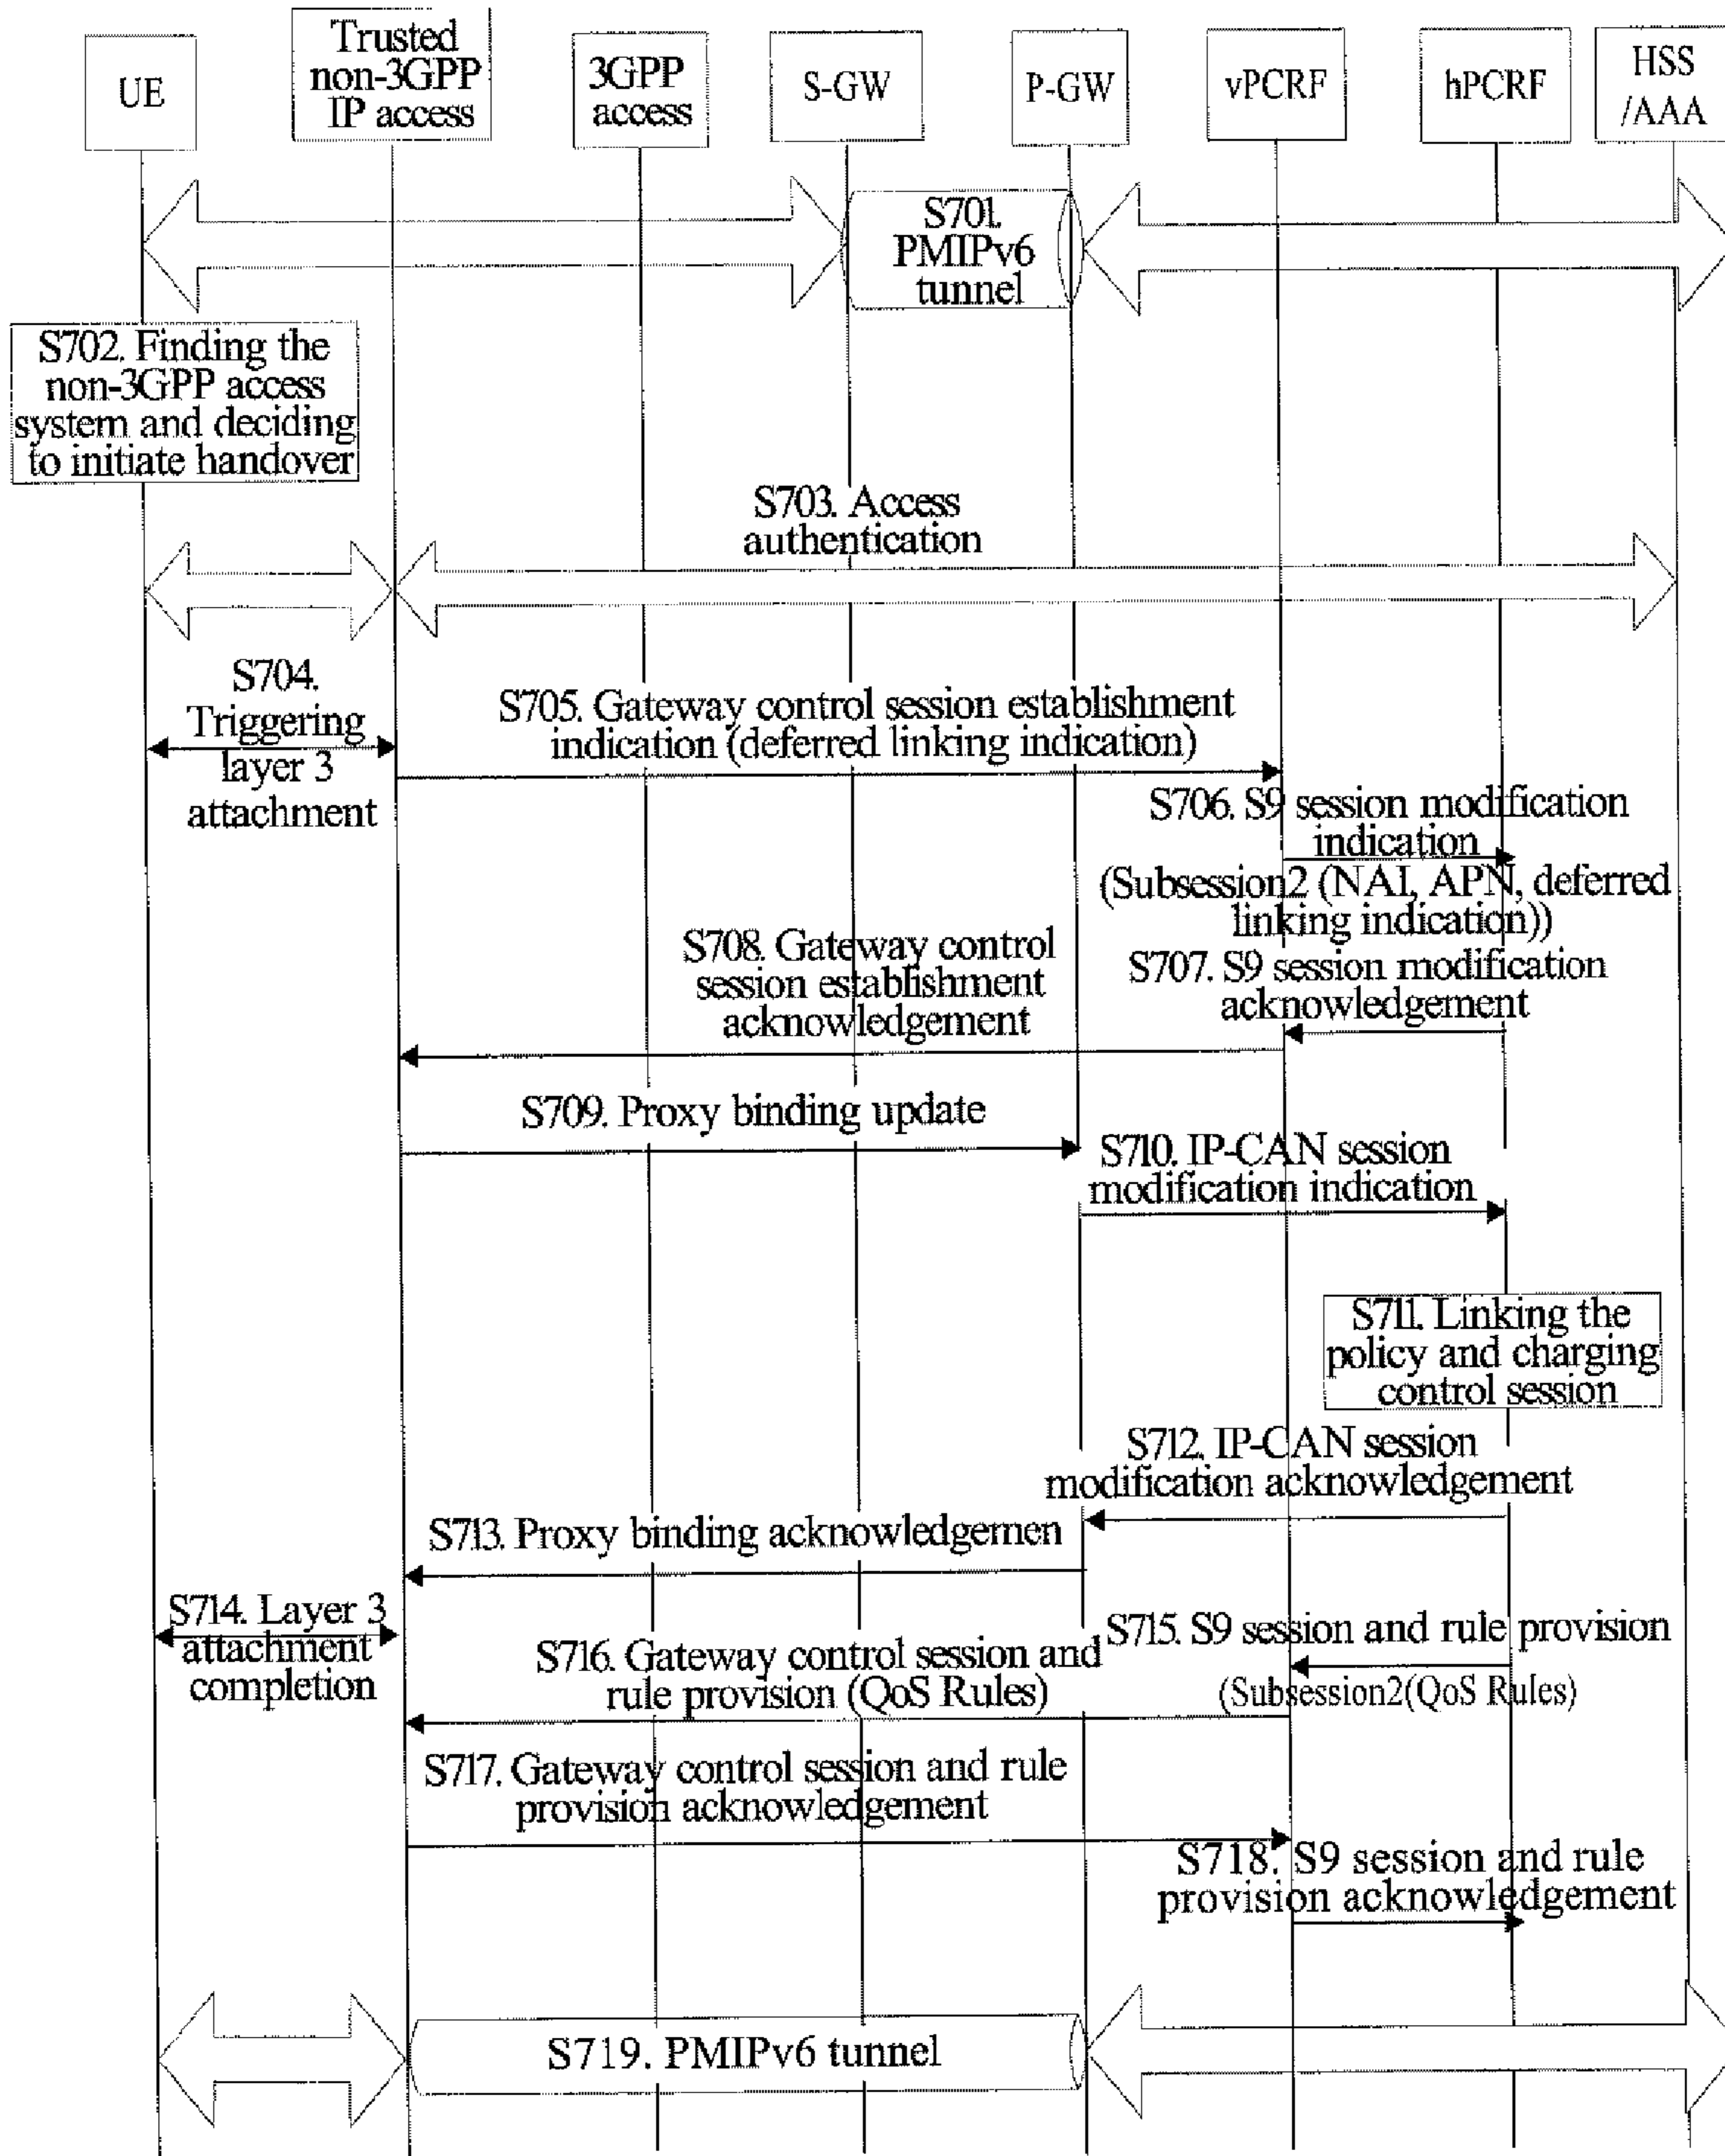 UE
Trusted
non-3GPP
IP access
3GPP
access
S-GW
P-GW
vPCRF
hPCRF
HSS
/AAA
S701.
PMIPv6
tunnel
S702. Finding the
non-3GPP access
system and deciding
to initiate handover
S703. Access
authentication
S704.
Triggering
layer 3
attachment
S705. Gateway control session establishment
indication (deferred linking indication)
S706. S9 session modification
indication
(Subsession2 (NAI, APN, deferred
linking indication))
S707. S9 session modification
acknowledgement
S708. Gateway control
session establishment
acknowledgement
S709. Proxy binding update
S710. IP-CAN session
modification indication
S711. Linking the
policy and charging
control session
S712. IP-CAN session
modification acknowledgement
S713. Proxy binding acknowledgemen
S714. Layer 3
attachment
completion
S715. S9 session and rule provision
(Subsession2(QoS Rules)
S716. Gateway control session and
rule provision (QoS Rules)
S717. Gateway control session and rule
provision acknowledgement
S718. S9 session and rule
provision acknowledgement
S719. PMIPv6 tunnel